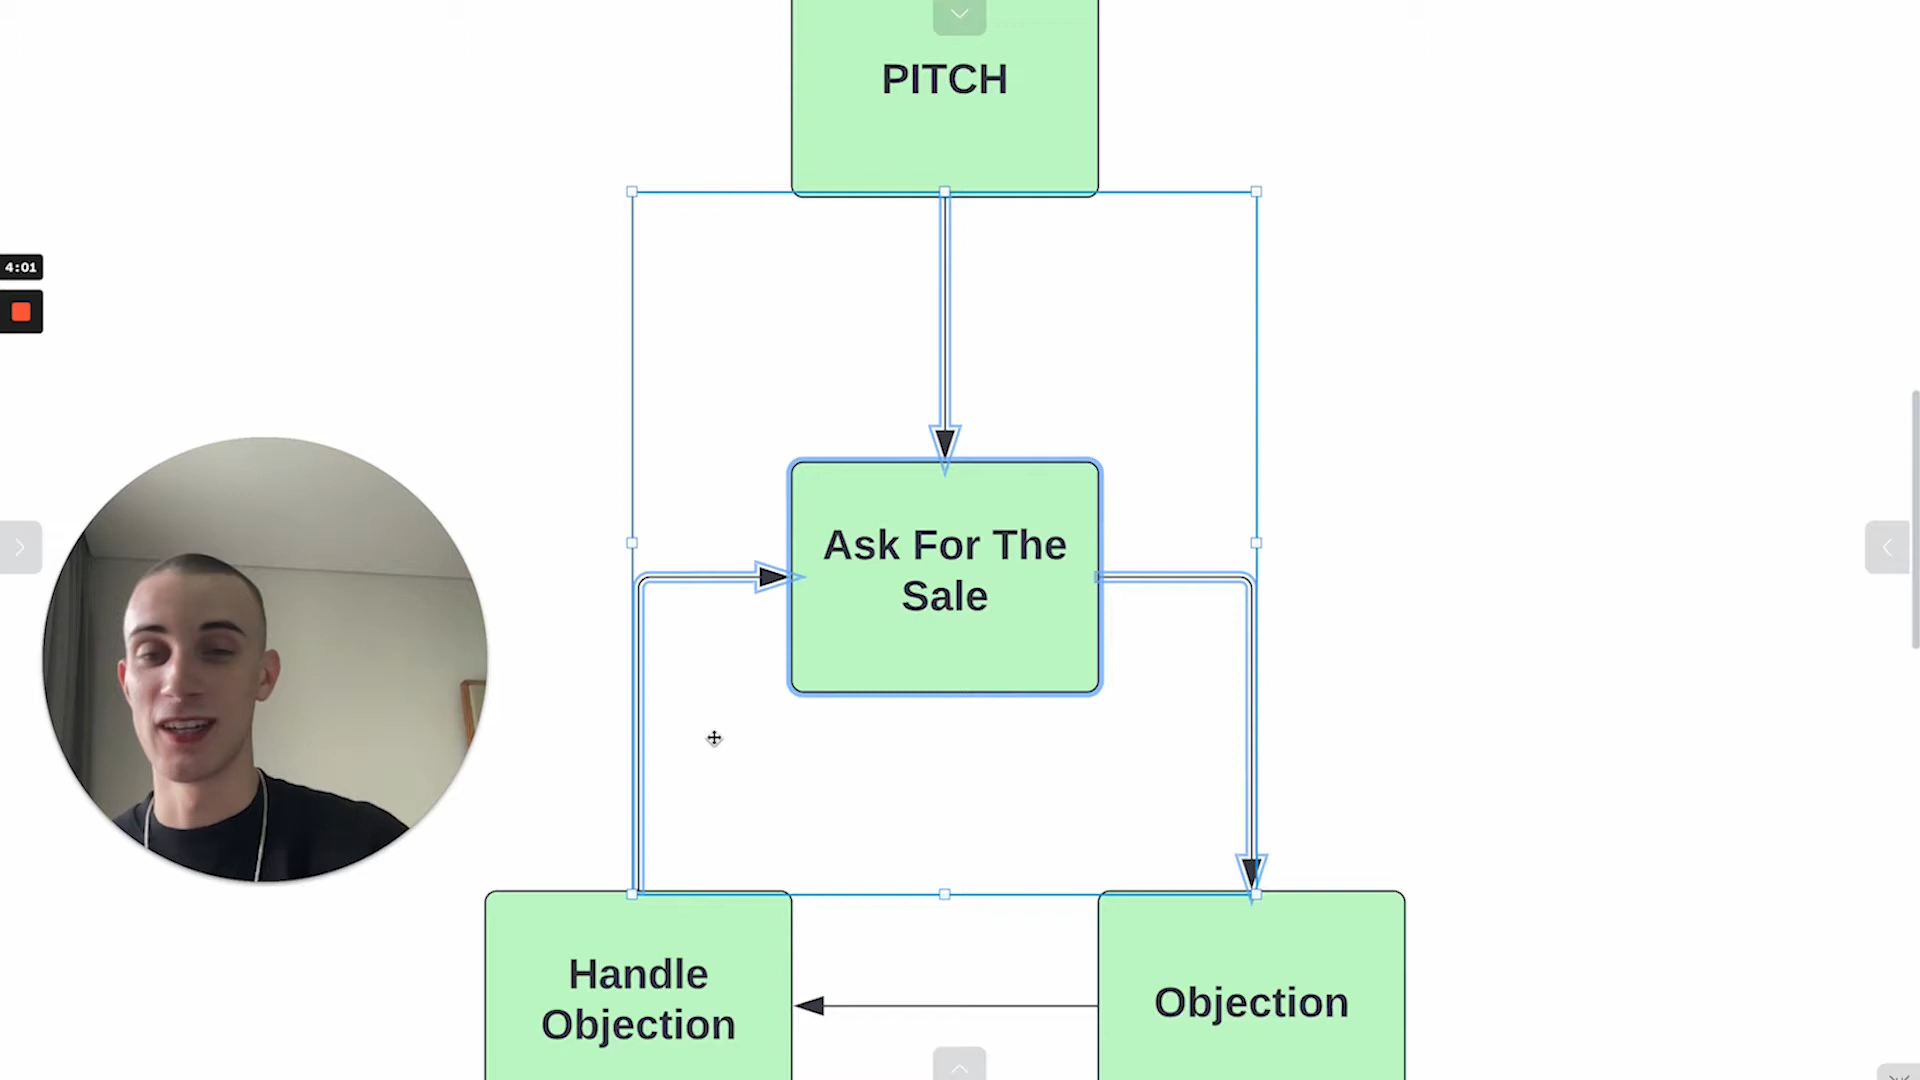 PITCH
4:01
Ask For The
Sale
Handle
Objection
Objection